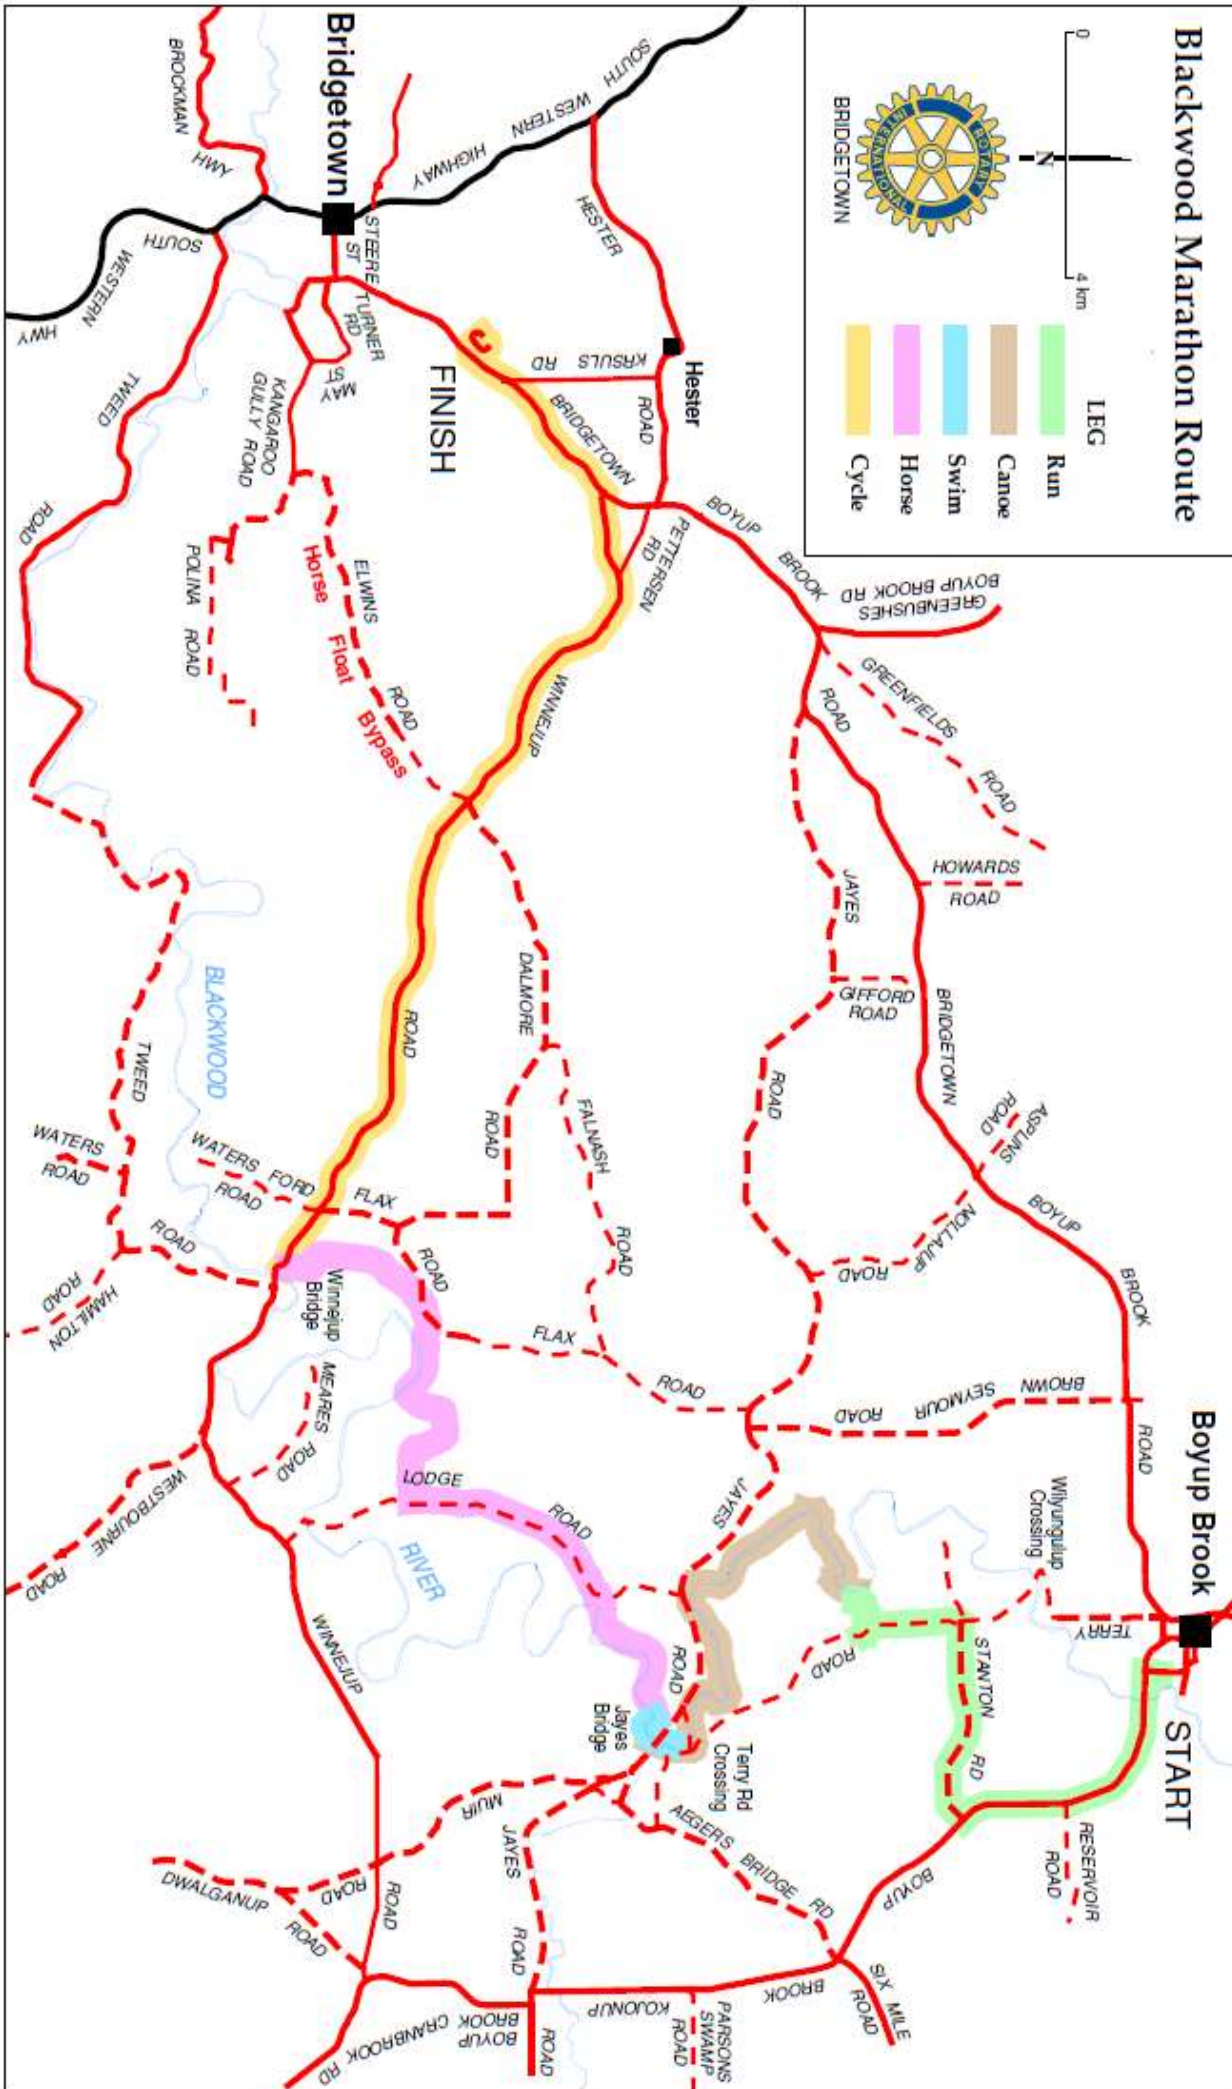 Blackwood Marathon Route
0
4 km
N
ROTARY
INTERNATIONAL
BRIDGETOWN
LEG
Run
Canoe
Swim
Horse
Cycle
Bridgetown
Hester
Boyup Brook
START
FINISH
SOUTH
WESTERN
HIGHWAY
BROCKMAN
HWY
SOUTH
WESTERN
HWY
STEERE
ST
TURNER
RD
MAY
ST
KANGAROO
GULLY ROAD
HESTER
ROAD
KRSULS
RD
BRIDGETOWN
PETTERSEN
RD
BOYUP
BROOK
ROAD
GREENBUSHES
BOYUP BROOK RD
GREENFIELDS
ROAD
HOWARDS
ROAD
JAYES
ROAD
GIFFORD
ROAD
BRIDGETOWN
ASPLINS
ROAD
NOLLAJUP
ROAD
BOYUP
BROOK
ROAD
BROWN
SEYMOUR
ROAD
TWEED
ROAD
POLINA
ROAD
ELWINS
ROAD
Horse
Float
Bypass
WINNEJUP
ROAD
DALMORE
ROAD
FALNASH
ROAD
BLACKWOOD
RIVER
TWEED
ROAD
WATERS
ROAD
WATERS
FORD
ROAD
FLAX
ROAD
FLAX
ROAD
HAMILTON
ROAD
Winnejup
Bridge
MEARES
ROAD
WESTBOURNE
ROAD
LODGE
ROAD
WINNEJUP
ROAD
JAYES
ROAD
Jayes
Bridge
Terry Rd
Crossing
Wilyungulup
Crossing
TERRY
ROAD
STANTON
RD
RESERVOIR
ROAD
BOYUP
BROOK
KOJONUP
ROAD
AEGERS
BRIDGE
RD
SIX MILE
ROAD
PARSONS
SWAMP
ROAD
MUIR
ROAD
JAYES
ROAD
DWALGANUP
ROAD
BOYUP
BROOK CRANBROOK RD